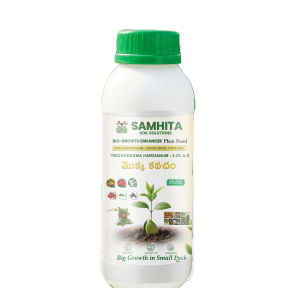 SAMHITA
SOIL SOLUTIONS
BIO-GROWTH ENHANCER Plant Food
TRICHODERMA HARZIANUM : 2.0% A.S
మొక్క కవచం
Big Growth in Small Pack